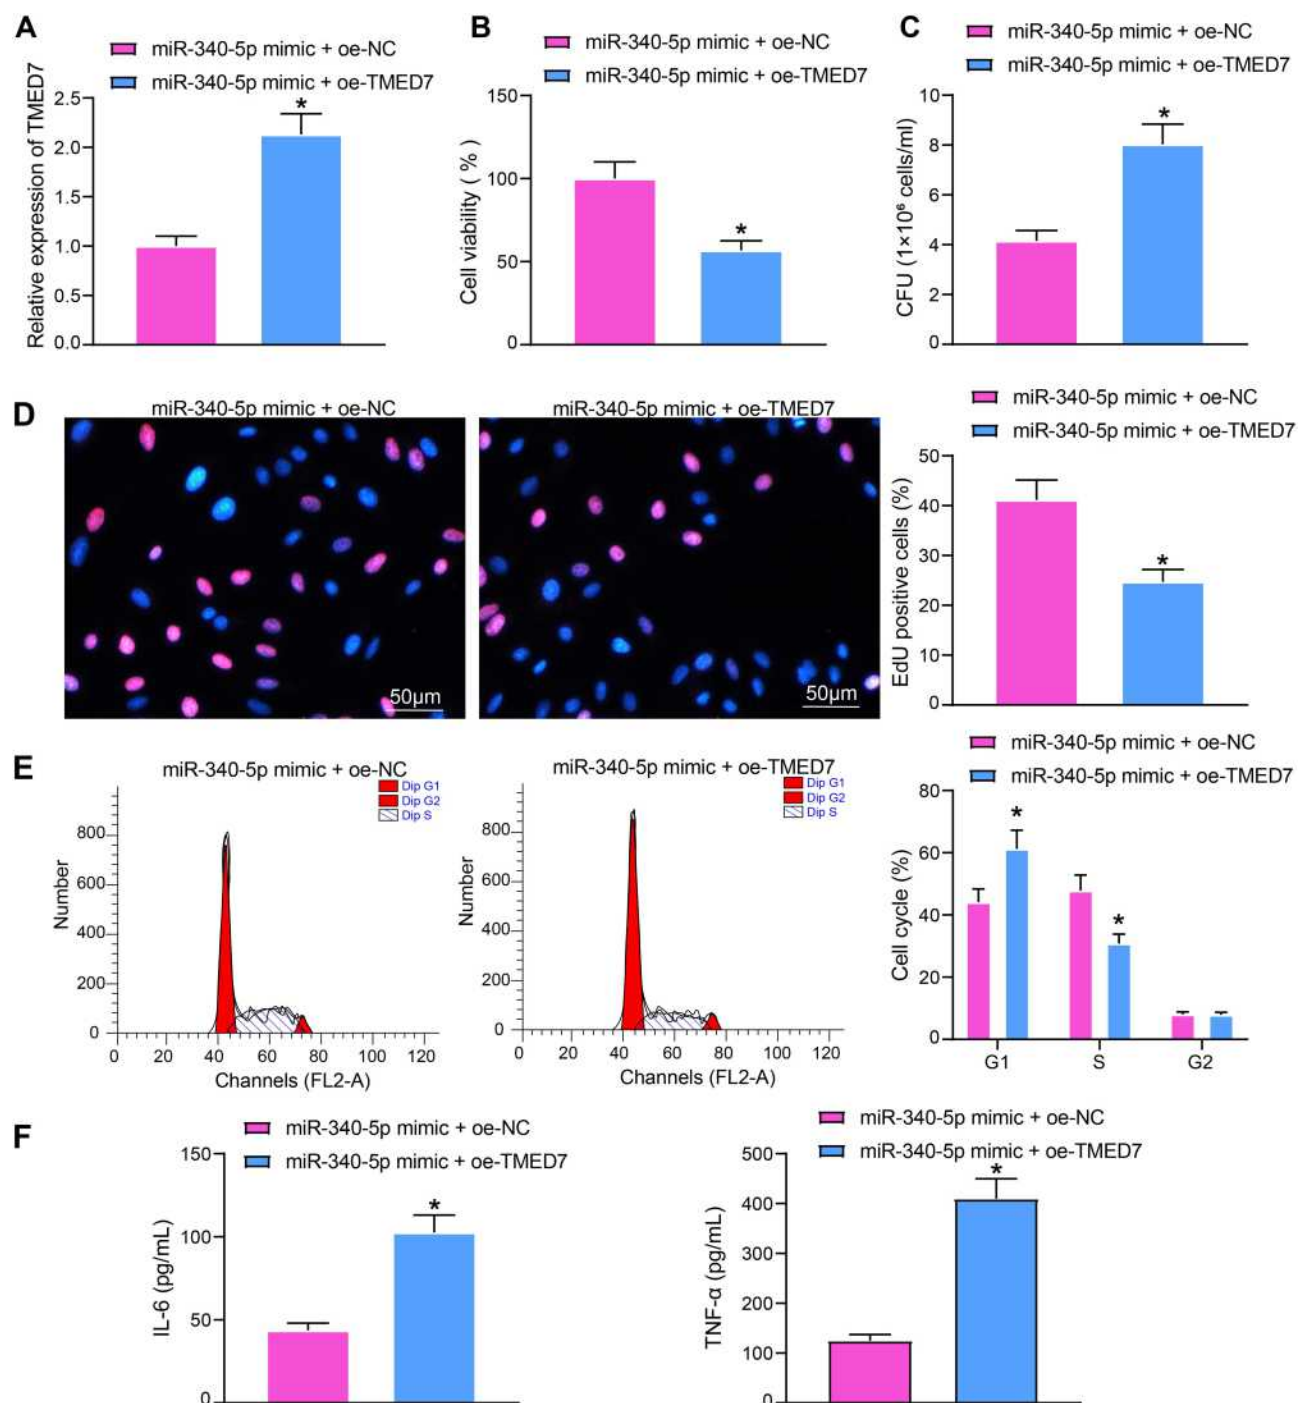 A
miR-340-5p mimic + oe-NC
miR-340-5p mimic + oe-TMED7
Relative expression of TMED7
2.5
2.0
1.5
1.0
0.5
0.0
*
B
miR-340-5p mimic + oe-NC
miR-340-5p mimic + oe-TMED7
Cell viability ( % )
150
100
50
0
*
C
miR-340-5p mimic + oe-NC
miR-340-5p mimic + oe-TMED7
CFU (1×10⁶ cells/ml)
10
8
6
4
2
0
*
D
miR-340-5p mimic + oe-NC
50μm
miR-340-5p mimic + oe-TMED7
50μm
miR-340-5p mimic + oe-NC
miR-340-5p mimic + oe-TMED7
EdU positive cells (%)
50
40
30
20
10
0
*
E
miR-340-5p mimic + oe-NC
Dip G1
Dip G2
Dip S
Number
800
600
400
200
0
0 20 40 60 80 100 120
Channels (FL2-A)
miR-340-5p mimic + oe-TMED7
Dip G1
Dip G2
Dip S
Number
800
600
400
200
0
0 20 40 60 80 100 120
Channels (FL2-A)
miR-340-5p mimic + oe-NC
miR-340-5p mimic + oe-TMED7
Cell cycle (%)
80
60
40
20
0
*
*
G1 S G2
F
miR-340-5p mimic + oe-NC
miR-340-5p mimic + oe-TMED7
IL-6 (pg/mL)
150
100
50
0
*
miR-340-5p mimic + oe-NC
miR-340-5p mimic + oe-TMED7
TNF-α (pg/mL)
500
400
300
200
100
0
*